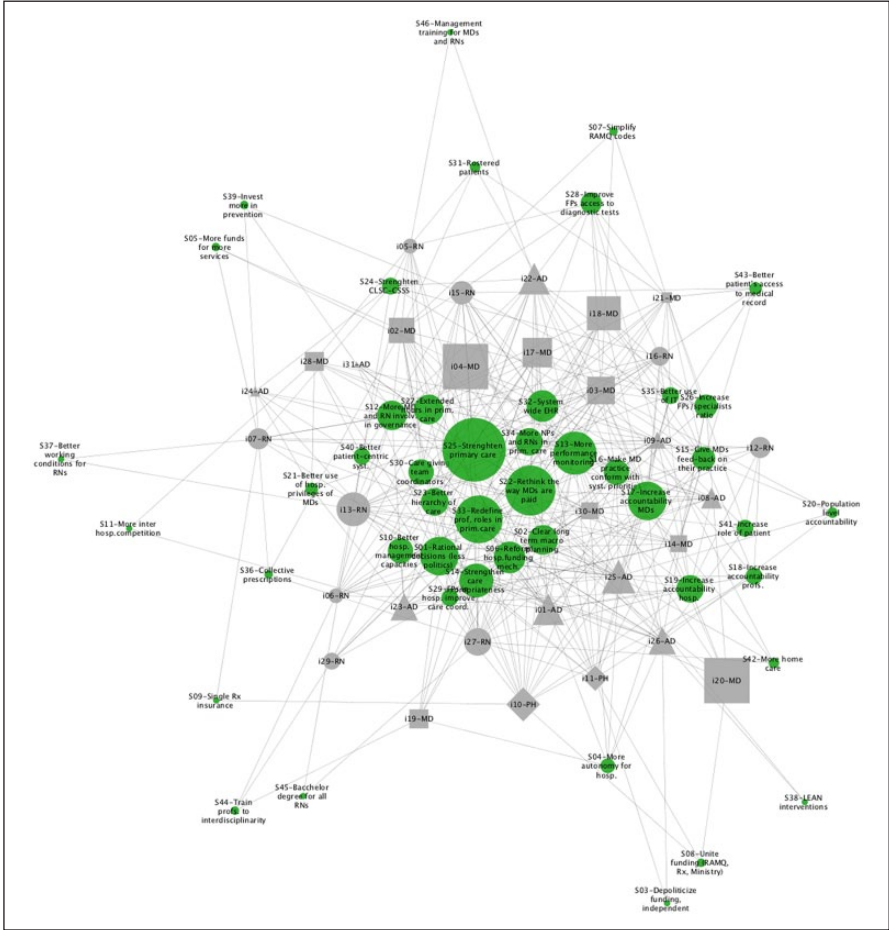 S46-Management
training for MDs
and RNs
S07-Simplify
RAMQ codes
S31-Rostered
patients
S28-Improve
FPs access to
diagnostic tests
S39-Invest
more in
prevention
S05-More funds
for more
services
i05-RN
S24-Strenghten
CLSC-CSSS
i15-RN
i22-AD
i21-MD
S43-Better
patient's access
to medical
record
i18-MD
i02-MD
i17-MD
i16-RN
i28-MD
i31-AD
i04-MD
i03-MD
i24-AD
S35-Better use
of IT
S26-Increase
FPs/specialists
ratio
S12-More MD
and RN involv.
in governance
S27-Extended
roles in prim.
care
S32-System
wide EHR
i07-RN
S37-Better
working
conditions for
RNs
S40-Better
patient-centric
syst.
S25-Strenghten
primary care
S34-More NPs
and RNs in
prim. care
S13-More
performance
monitoring
i09-AD
i12-RN
S15-Give MDs
feed-back on
their practice
S30-Care giving
team
coordinators
S16-Make MD
practice
conform with
syst. priorities
S21-Better use
of hosp.
privileges of MDs
S23-Better
hierarchy of
care
S22-Rethink the
way MDs are
paid
S17-Increase
accountability
MDs
i08-AD
i13-RN
i30-MD
S20-Population
level
accountability
S11-More inter
hosp.competition
S33-Redefine
prof. roles in
prim.care
S41-Increase
role of patient
S10-Better
hosp.
management
capacities
S01-Rational
decisions (less
politics)
S06-Reform
hosp.funding
mech.
S02-Clear long
term macro
planning
i14-MD
S36-Collective
prescriptions
S14-Strengthen
care
appropriateness
i25-AD
S18-Increase
accountability
profs.
S19-Increase
accountability
hosp.
i06-RN
S29-FPs in
hosp. improve
care coord.
i23-AD
i01-AD
i27-RN
i26-AD
i29-RN
S42-More home
care
i11-PH
i20-MD
S09-Single Rx
insurance
i10-PH
i19-MD
S04-More
autonomy for
hosp.
S45-Bacchelor
degree for all
RNs
S44-Train
profs. to
interdisciplinarity
S38-LEAN
interventions
S08-Unite
funding (RAMQ,
Rx, Ministry)
S03-Depoliticize
funding,
independent